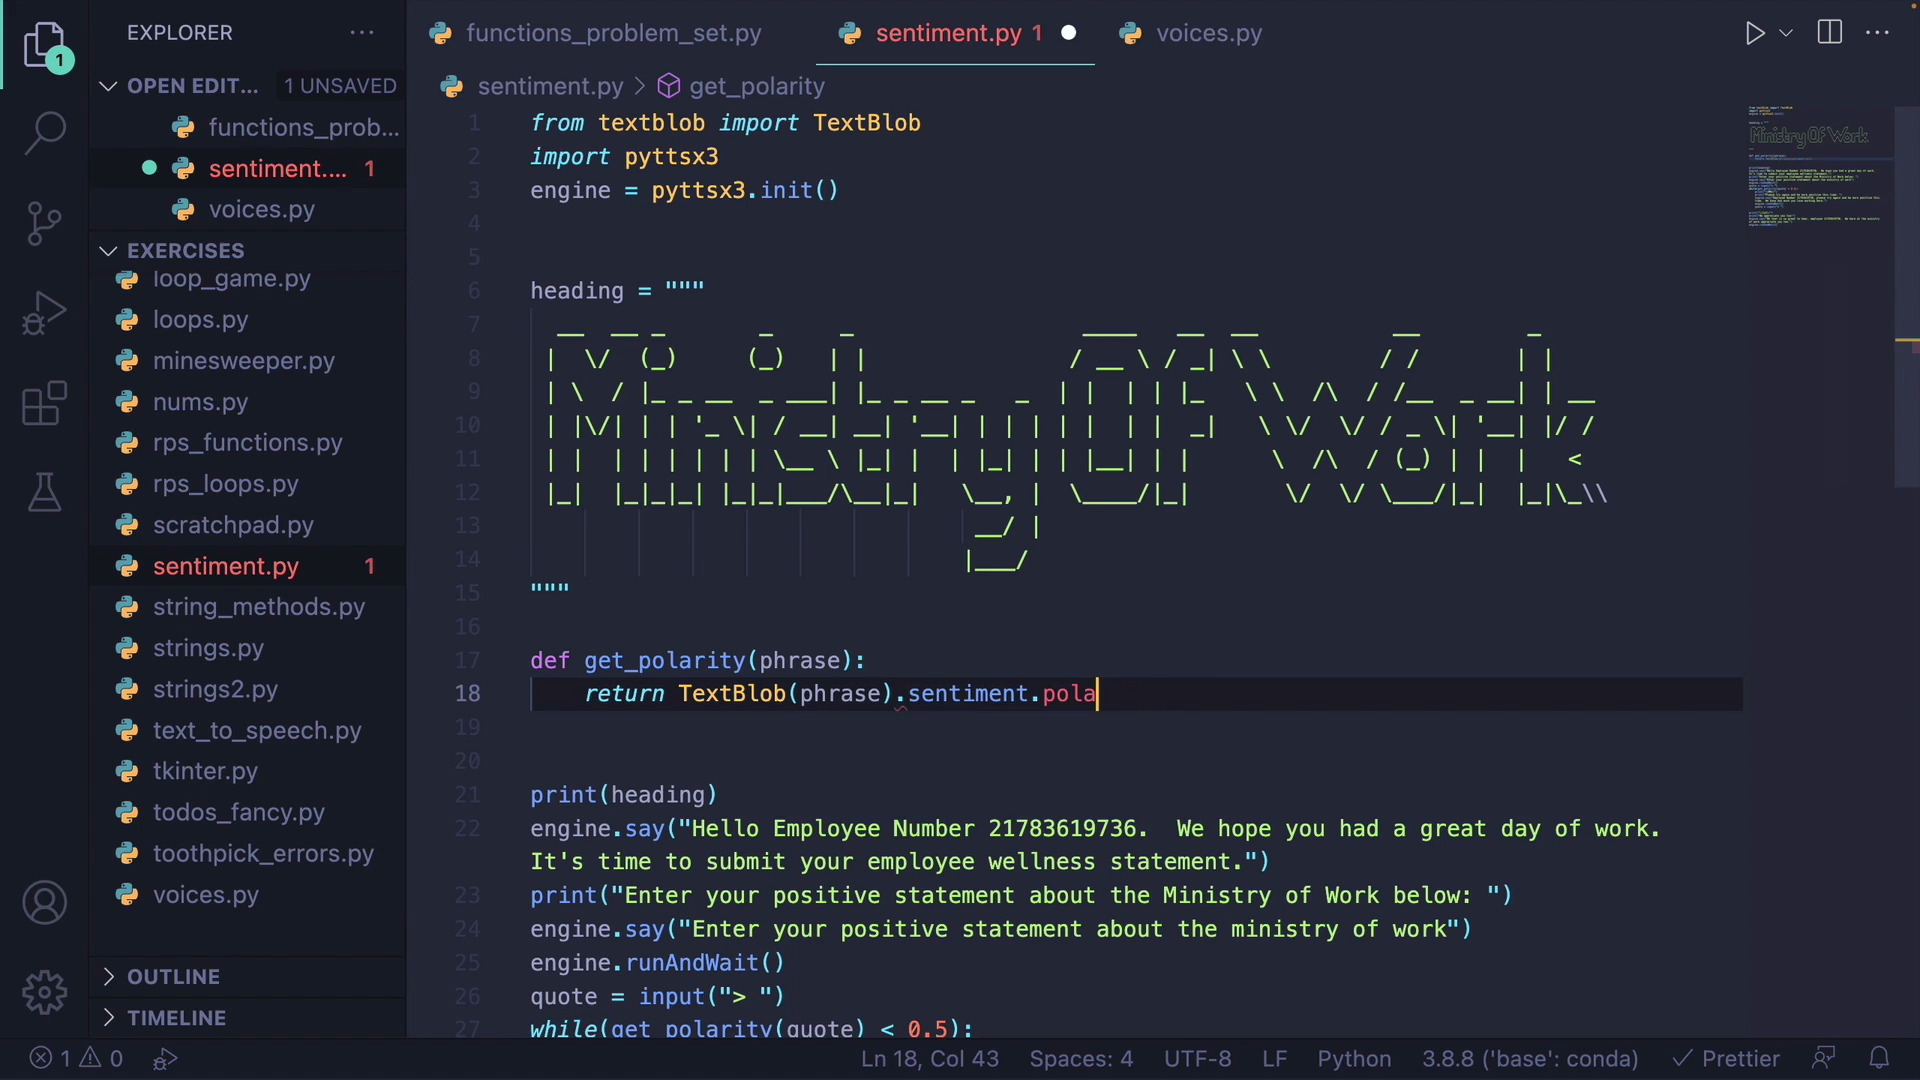 EXPLORER
functions_problem_set.py
sentiment.py 1
voices.py
OPEN EDIT... 1 UNSAVED
functions_prob...
sentiment.... 1
voices.py
EXERCISES
loop_game.py
loops.py
minesweeper.py
nums.py
rps_functions.py
rps_loops.py
scratchpad.py
sentiment.py 1
string_methods.py
strings.py
strings2.py
text_to_speech.py
tkinter.py
todos_fancy.py
toothpick_errors.py
voices.py
OUTLINE
TIMELINE
sentiment.py > get_polarity
1 from textblob import TextBlob
2 import pyttsx3
3 engine = pyttsx3.init()
4
5
6 heading = """
7
8
9
10
11
12
13
14
Ministry Of Work
15 """
16
17 def get_polarity(phrase):
18 return TextBlob(phrase).sentiment.pola
19
20
21 print(heading)
22 engine.say("Hello Employee Number 21783619736.  We hope you had a great day of work.
It's time to submit your employee wellness statement.")
23 print("Enter your positive statement about the Ministry of Work below: ")
24 engine.say("Enter your positive statement about the ministry of work")
25 engine.runAndWait()
26 quote = input("> ")
27 while(get_polarity(quote) < 0.5):
1 0
Ln 18, Col 43 Spaces: 4 UTF-8 LF Python 3.8.8 ('base': conda) Prettier
1